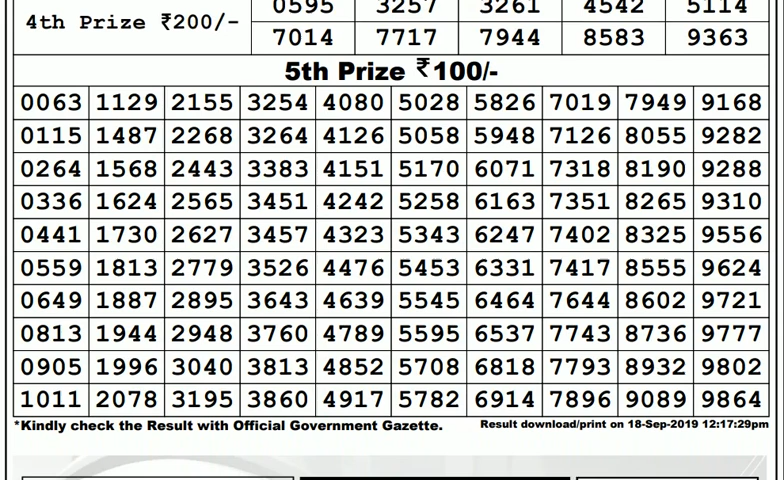 0595 3257 3261 4542 5114
4th Prize ₹200/-
7014 7717 7944 8583 9363
5th Prize ₹100/-
0063 1129 2155 3254 4080 5028 5826 7019 7949 9168
0115 1487 2268 3264 4126 5058 5948 7126 8055 9282
0264 1568 2443 3383 4151 5170 6071 7318 8190 9288
0336 1624 2565 3451 4242 5258 6163 7351 8265 9310
0441 1730 2627 3457 4323 5343 6247 7402 8325 9556
0559 1813 2779 3526 4476 5453 6331 7417 8555 9624
0649 1887 2895 3643 4639 5545 6464 7644 8602 9721
0813 1944 2948 3760 4789 5595 6537 7743 8736 9777
0905 1996 3040 3813 4852 5708 6818 7793 8932 9802
1011 2078 3195 3860 4917 5782 6914 7896 9089 9864
*Kindly check the Result with Official Government Gazette. Result download/print on 18-Sep-2019 12:17:29pm